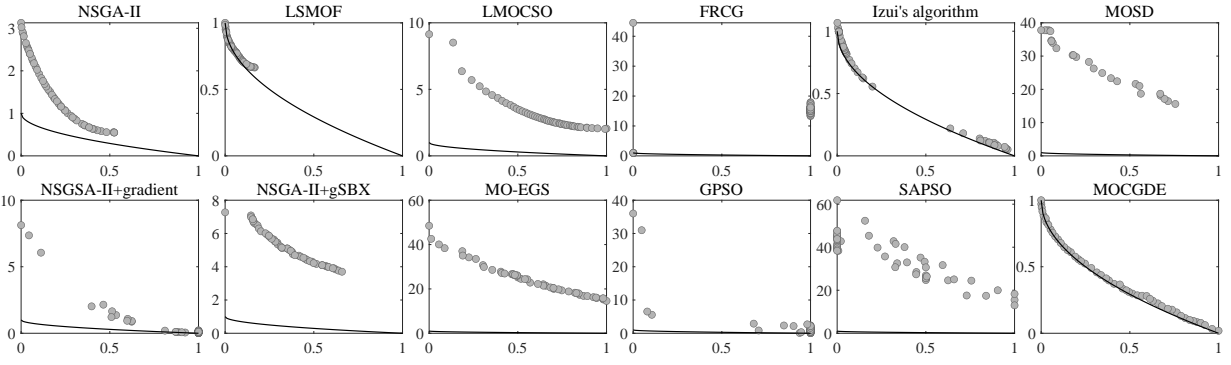 NSGA-II LSMOF LMOCSO FRCG Izui's algorithm MOSD
3 1 10 40 1 40
2 30 30
0.5 5 20 0.5 20
1 10 10
0 0 0 0 0 0
0 0.5 1 0 0.5 1 0 0.5 1 0 0.5 1 0 0.5 1 0 0.5 1
NSGSA-II+gradient NSGA-II+gSBX MO-EGS GPSO SAPSO MOCGDE
10 8 60 40 60 1
6 30
5 4 40 20 40 0.5
2 20 10 20
0 0 0 0 0 0
0 0.5 1 0 0.5 1 0 0.5 1 0 0.5 1 0 0.5 1 0 0.5 1